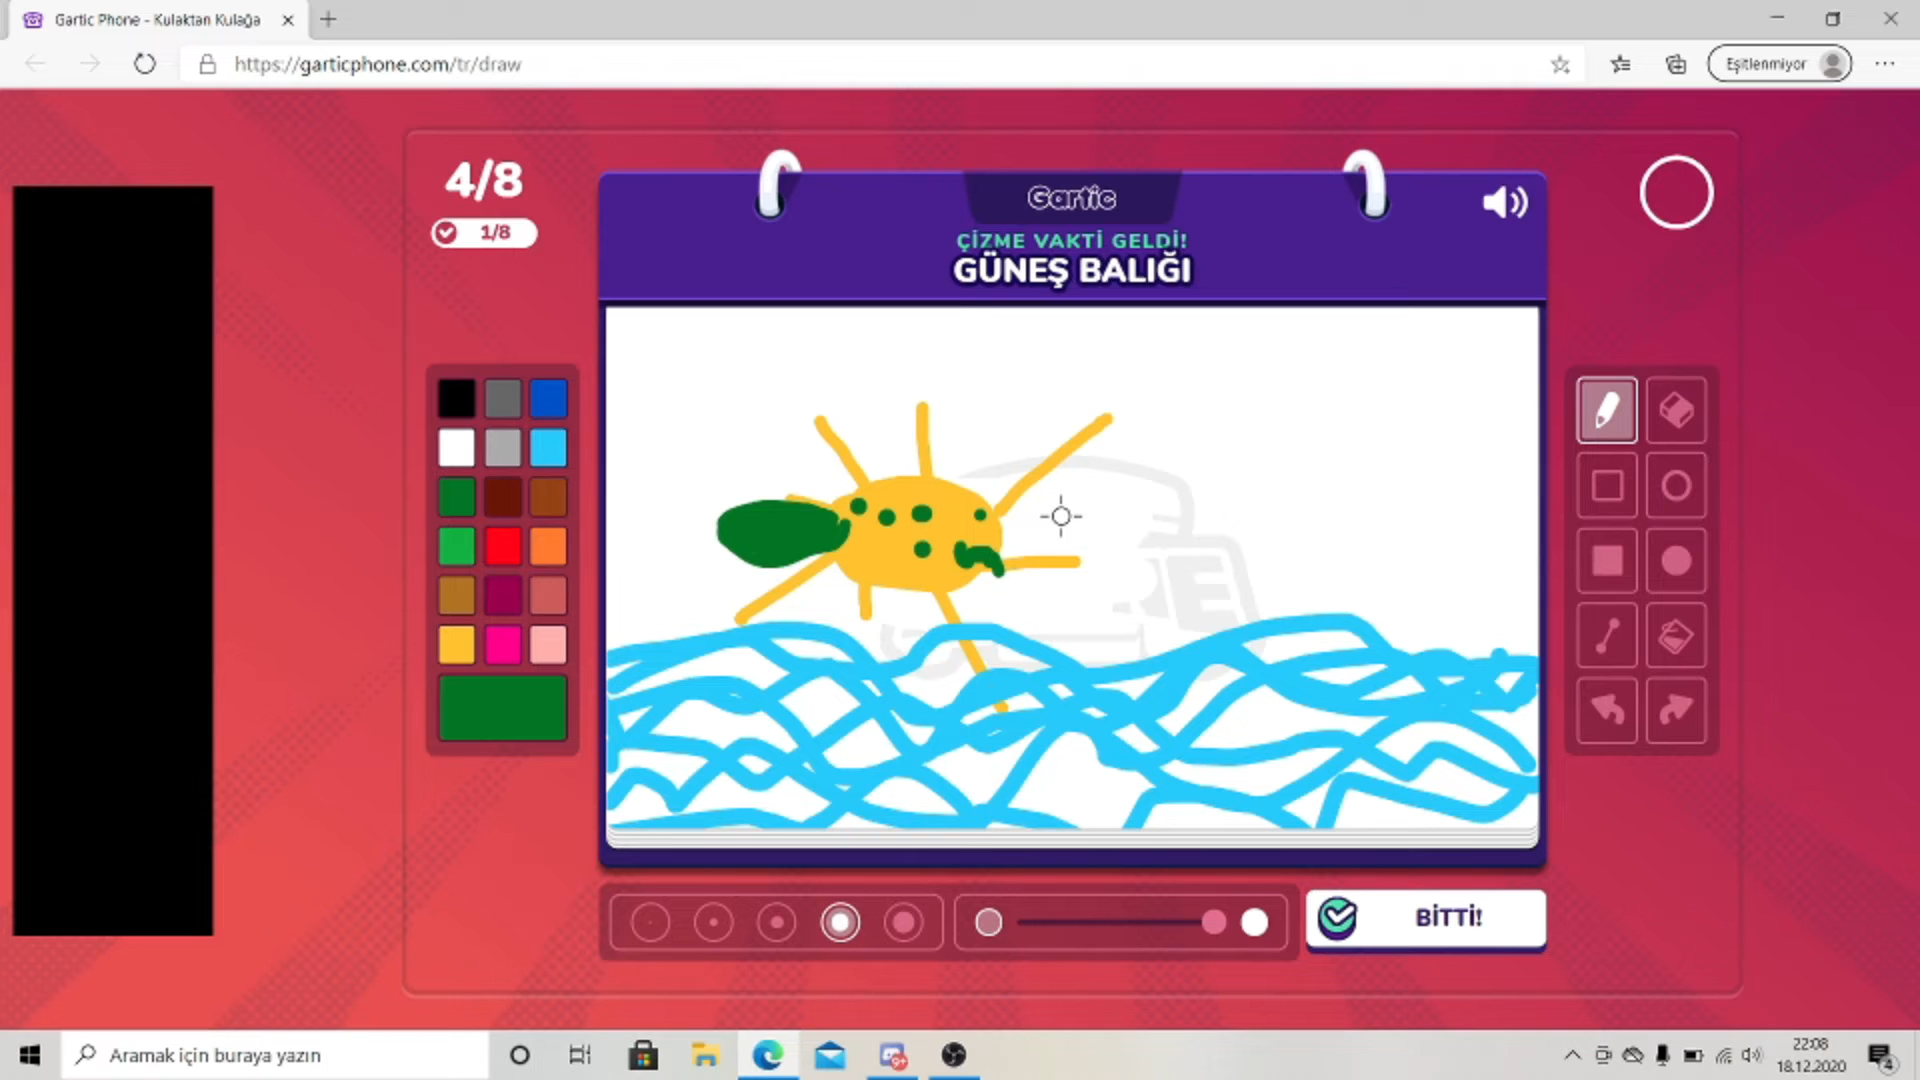 Gartic Phone - Kulaktan Kulağa
https://garticphone.com/tr/draw
Eşitlenmiyor
4/8
1/8
Gartic
ÇİZME VAKTİ GELDİ!
GÜNEŞ BALIĞI
BİTTİ!
Aramak için buraya yazın
22:08
18.12.2020
4